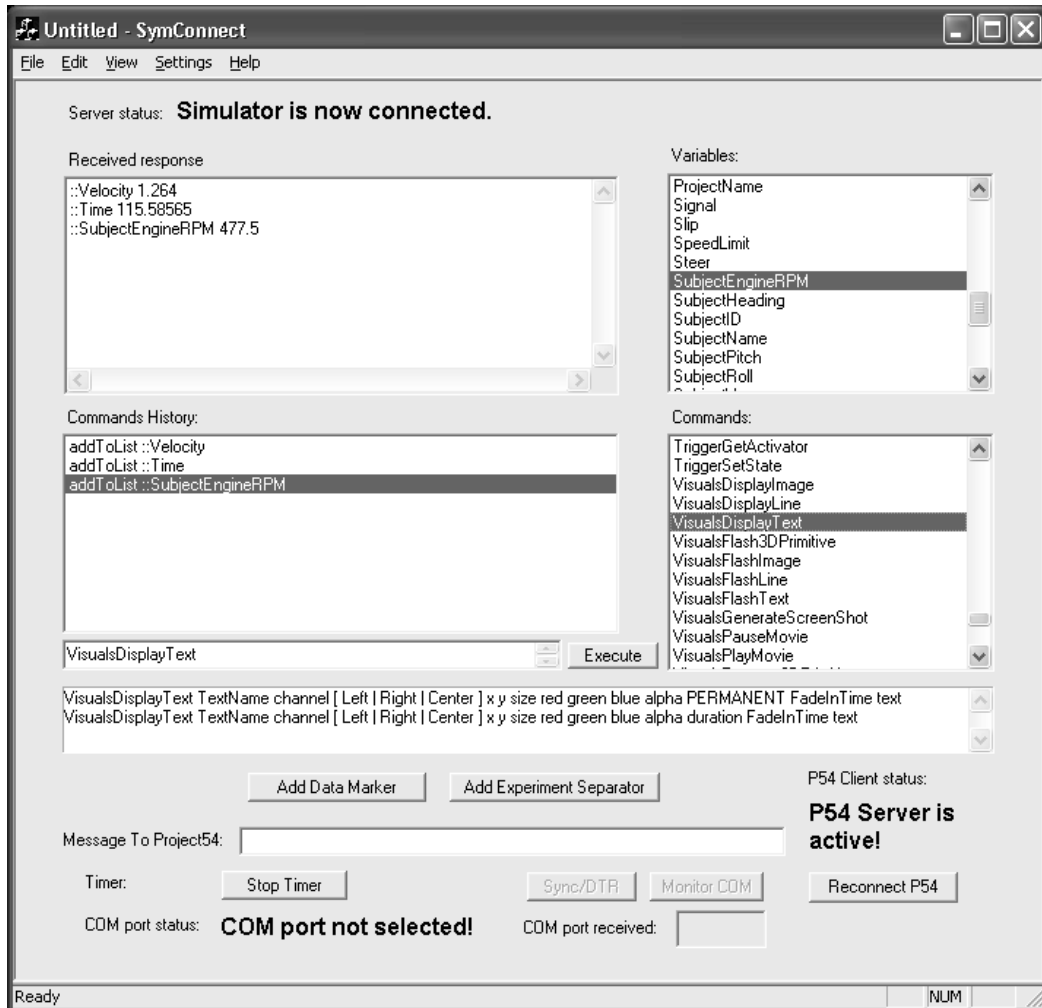 Untitled - SymConnect
File Edit View Settings Help
Server status: Simulator is now connected.
Received response
::Velocity 1.264
::Time 115.58565
::SubjectEngineRPM 477.5
Variables:
ProjectName
Signal
Slip
SpeedLimit
Steer
SubjectEngineRPM
SubjectHeading
SubjectID
SubjectName
SubjectPitch
SubjectRoll
Commands History:
addToList ::Velocity
addToList ::Time
addToList ::SubjectEngineRPM
Commands:
TriggerGetActivator
TriggerSetState
VisualsDisplayImage
VisualsDisplayLine
VisualsDisplayText
VisualsFlash3DPrimitive
VisualsFlashImage
VisualsFlashLine
VisualsFlashText
VisualsGenerateScreenShot
VisualsPauseMovie
VisualsPlayMovie
VisualsDisplayText
Execute
VisualsDisplayText TextName channel [ Left | Right | Center ] x y size red green blue alpha PERMANENT FadeInTime text
VisualsDisplayText TextName channel [ Left | Right | Center ] x y size red green blue alpha duration FadeInTime text
Add Data Marker
Add Experiment Separator
P54 Client status:
P54 Server is
active!
Message To Project54:
Timer:
Stop Timer
Sync/DTR
Monitor COM
Reconnect P54
COM port status: COM port not selected!
COM port received:
Ready
NUM